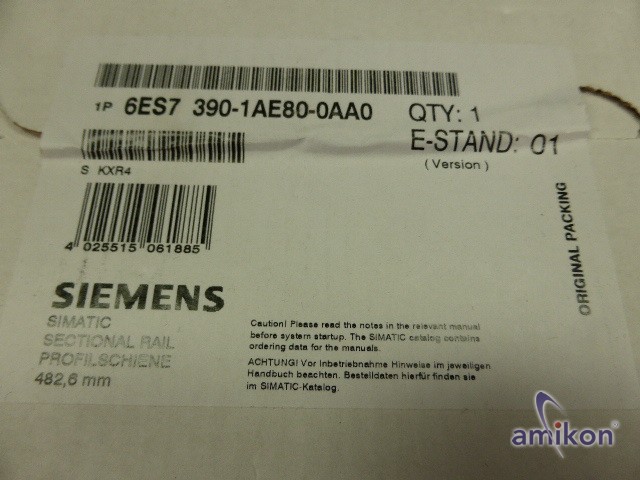 1P 6ES7 390-1AE80-0AA0
QTY: 1
E-STAND: 01
(Version)
S KXR4
4 025515 061885
SIEMENS
SIMATIC
SECTIONAL RAIL
PROFILSCHIENE
482,6 mm
Caution! Please read the notes in the relevant manual
before system startup. The SIMATIC catalog contains
ordering data for the manuals.
ACHTUNG! Vor Inbetriebnahme Hinweise im jeweiligen
Handbuch beachten. Bestelldaten hierfür finden sie
im SIMATIC-Katalog.
ORIGINAL PACKING
amikon